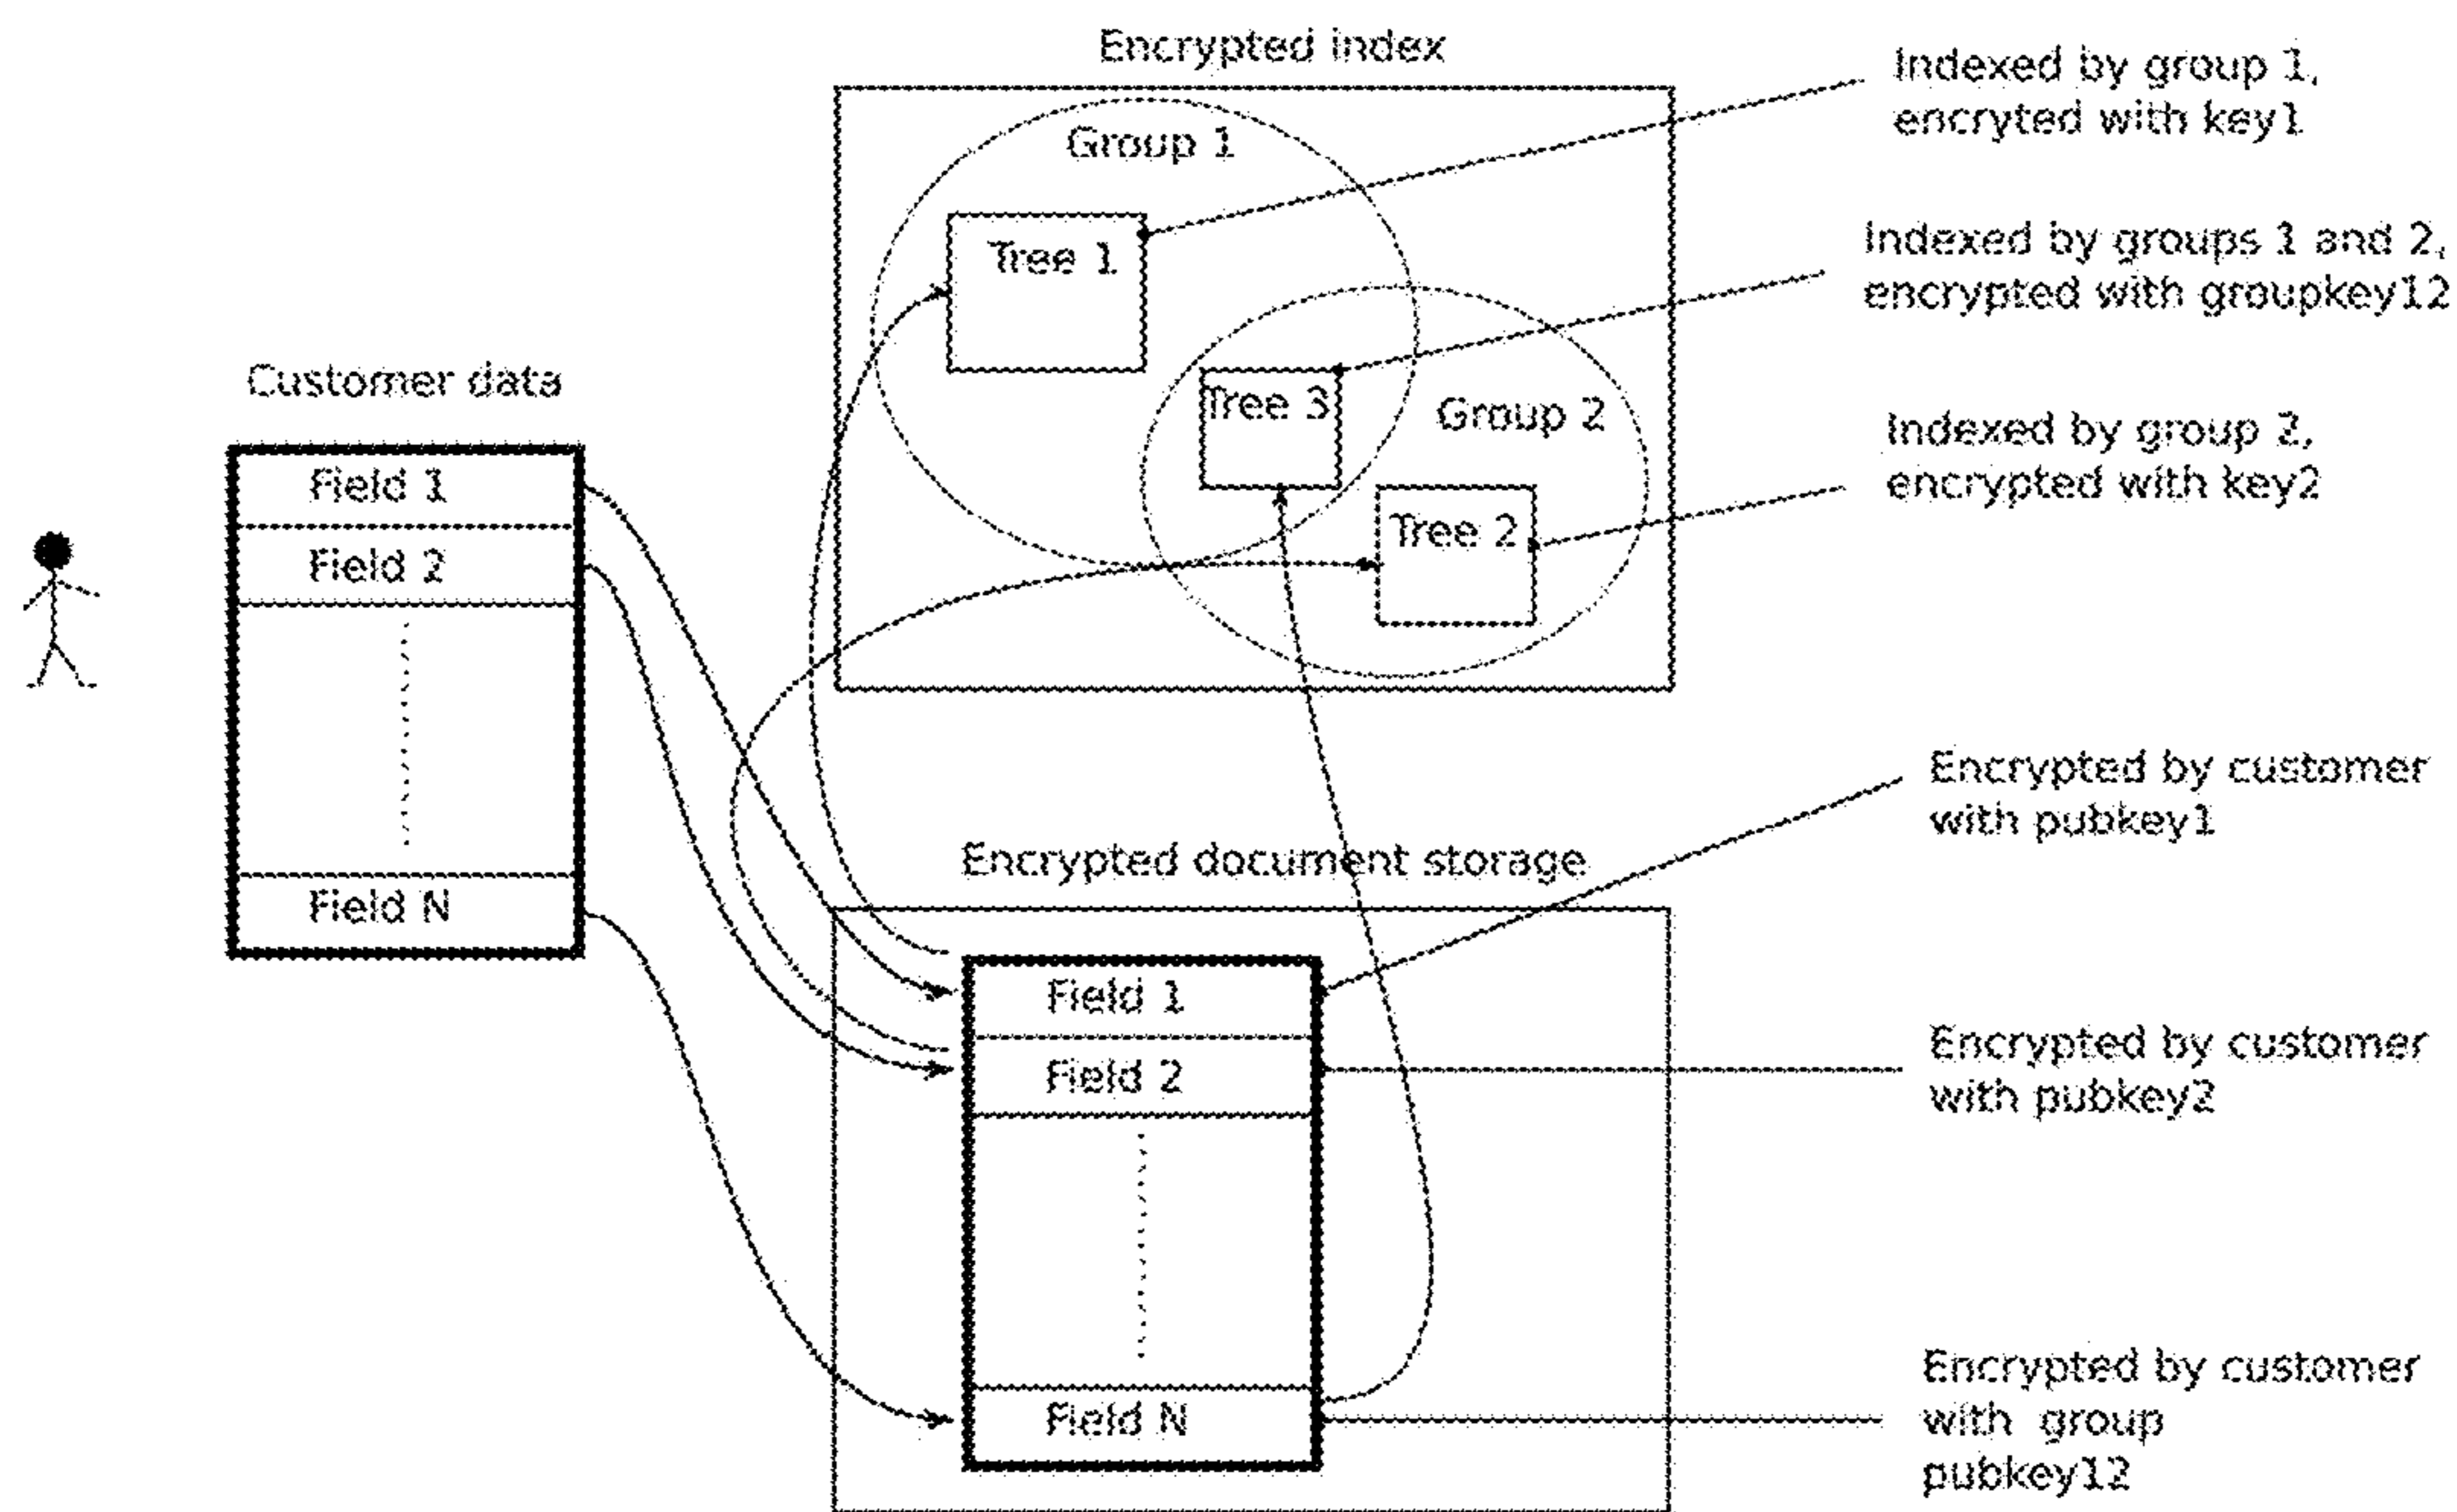 Encrypted index
Indexed by group 1,
encryted with key1
Group 1
Tree 1
Indexed by groups 1 and 2,
encrypted with groupkey12
Customer data
Tree 3
Group 2
Indexed by group 2,
encrypted with key2
Field 1
Field 2
Tree 2
Field N
Encrypted by customer
with pubkey1
Encrypted document storage
Field 1
Field 2
Encrypted by customer
with pubkey2
Field N
Encrypted by customer
with group
pubkey12